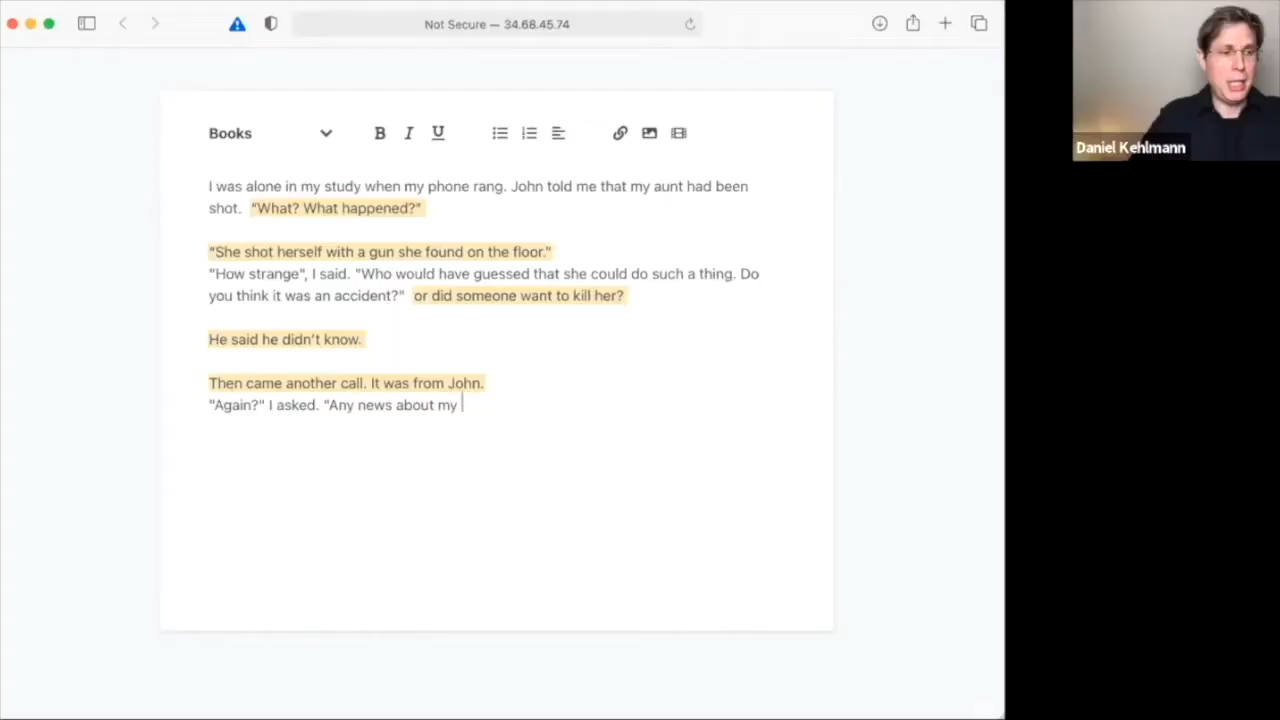 Not Secure — 34.68.45.74
Books
B I U
I was alone in my study when my phone rang. John told me that my aunt had been
shot. "What? What happened?"
"She shot herself with a gun she found on the floor."
"How strange", I said. "Who would have guessed that she could do such a thing. Do
you think it was an accident?" or did someone want to kill her?
He said he didn't know.
Then came another call. It was from John.
"Again?" I asked. "Any news about my
Daniel Kehlmann